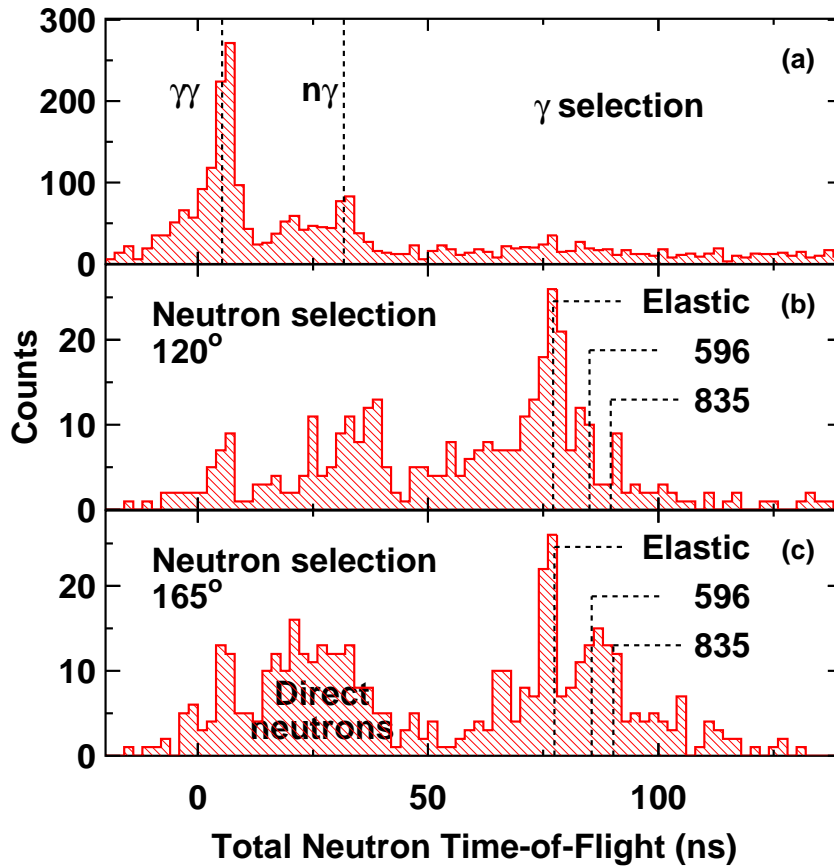 300
200
100
0
γγ
nγ
γ selection
(a)
20
10
0
Neutron selection
120°
Elastic
596
835
(b)
Counts
20
10
0
Neutron selection
165°
Direct
neutrons
Elastic
596
835
(c)
0 50 100
Total Neutron Time-of-Flight (ns)